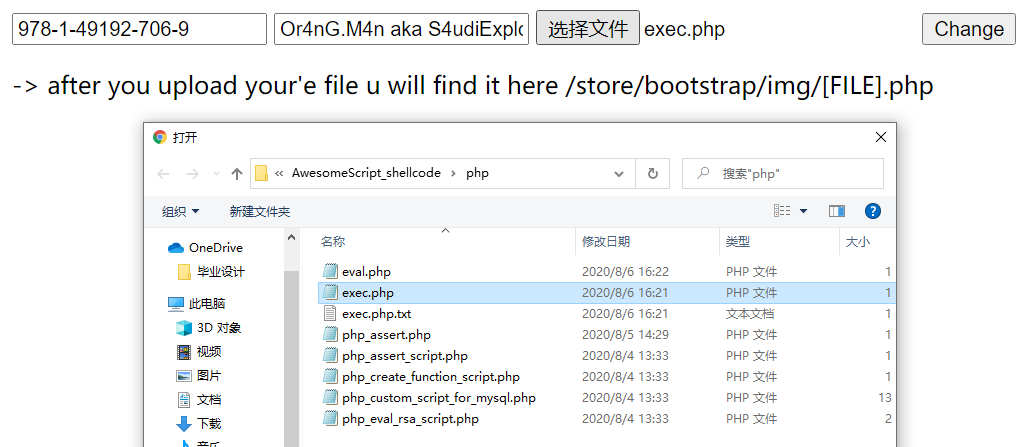 978-1-49192-706-9 Or4nG.M4n aka S4udiExplo 选择文件 exec.php Change
-> after you upload your'e file u will find it here /store/bootstrap/img/[FILE].php
打开
« AwesomeScript_shellcode › php 搜索"php"
组织 新建文件夹
名称 修改日期 类型 大小
OneDrive
毕业设计
此电脑
3D 对象
视频
图片
文档
下载
音乐
eval.php 2020/8/6 16:22 PHP 文件 1
exec.php 2020/8/6 16:21 PHP 文件 1
exec.php.txt 2020/8/6 16:21 文本文档 1
php_assert.php 2020/8/5 14:29 PHP 文件 1
php_assert_script.php 2020/8/4 13:33 PHP 文件 1
php_create_function_script.php 2020/8/4 13:33 PHP 文件 1
php_custom_script_for_mysql.php 2020/8/4 13:33 PHP 文件 13
php_eval_rsa_script.php 2020/8/4 13:33 PHP 文件 2